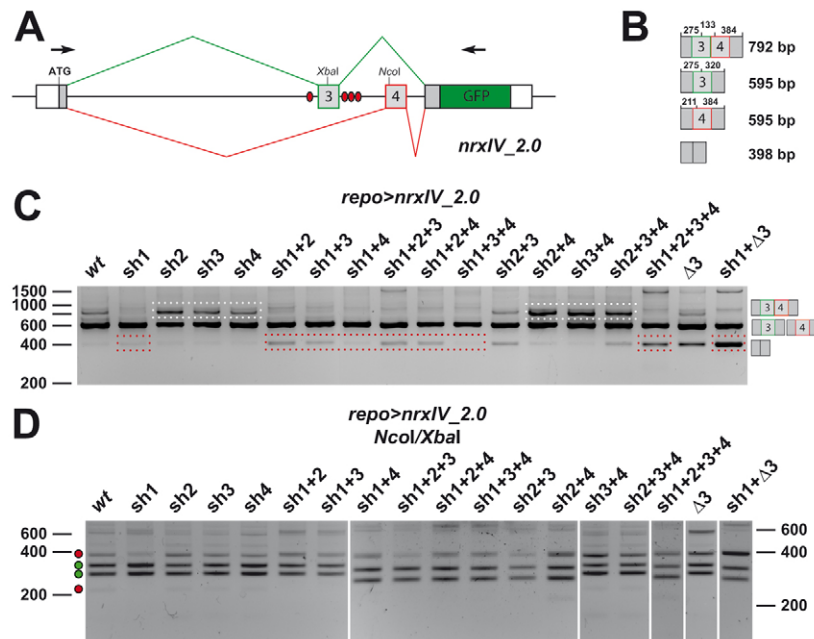 A
B
ATG
XbaI
NcoI
3
4
GFP
nrxIV_2.0
275 133 384
3 4
792 bp
275 320
3
595 bp
211 384
4
595 bp
398 bp
C
repo>nrxIV_2.0
wt sh1 sh2 sh3 sh4 sh1+2 sh1+3 sh1+4 sh1+2+3 sh1+2+4 sh1+3+4 sh2+3 sh2+4 sh3+4 sh2+3+4 sh1+2+3+4 Δ3 sh1+Δ3
1500
1000
600
400
200
3 4
3 4
D
repo>nrxIV_2.0
NcoI/XbaI
wt sh1 sh2 sh3 sh4 sh1+2 sh1+3 sh1+4 sh1+2+3 sh1+2+4 sh1+3+4 sh2+3 sh2+4 sh3+4 sh2+3+4 sh1+2+3+4 Δ3 sh1+Δ3
600 600
400 400
200 200